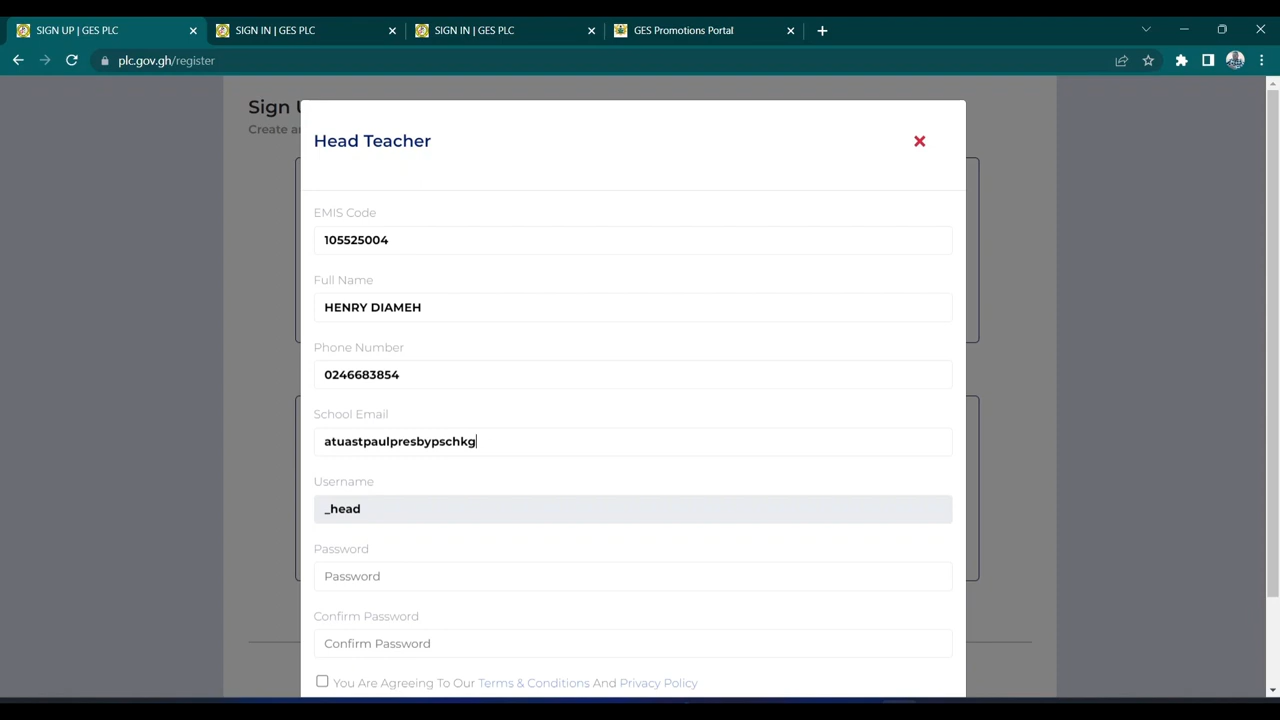 SIGN UP | GES PLC
SIGN IN | GES PLC
SIGN IN | GES PLC
GES Promotions Portal
plc.gov.gh/register
Sign U
Create a
Head Teacher
EMIS Code
105525004
Full Name
HENRY DIAMEH
Phone Number
0246683854
School Email
atuastpaulpresbypschkg
Username
_head
Password
Password
Confirm Password
Confirm Password
You Are Agreeing To Our Terms & Conditions And Privacy Policy